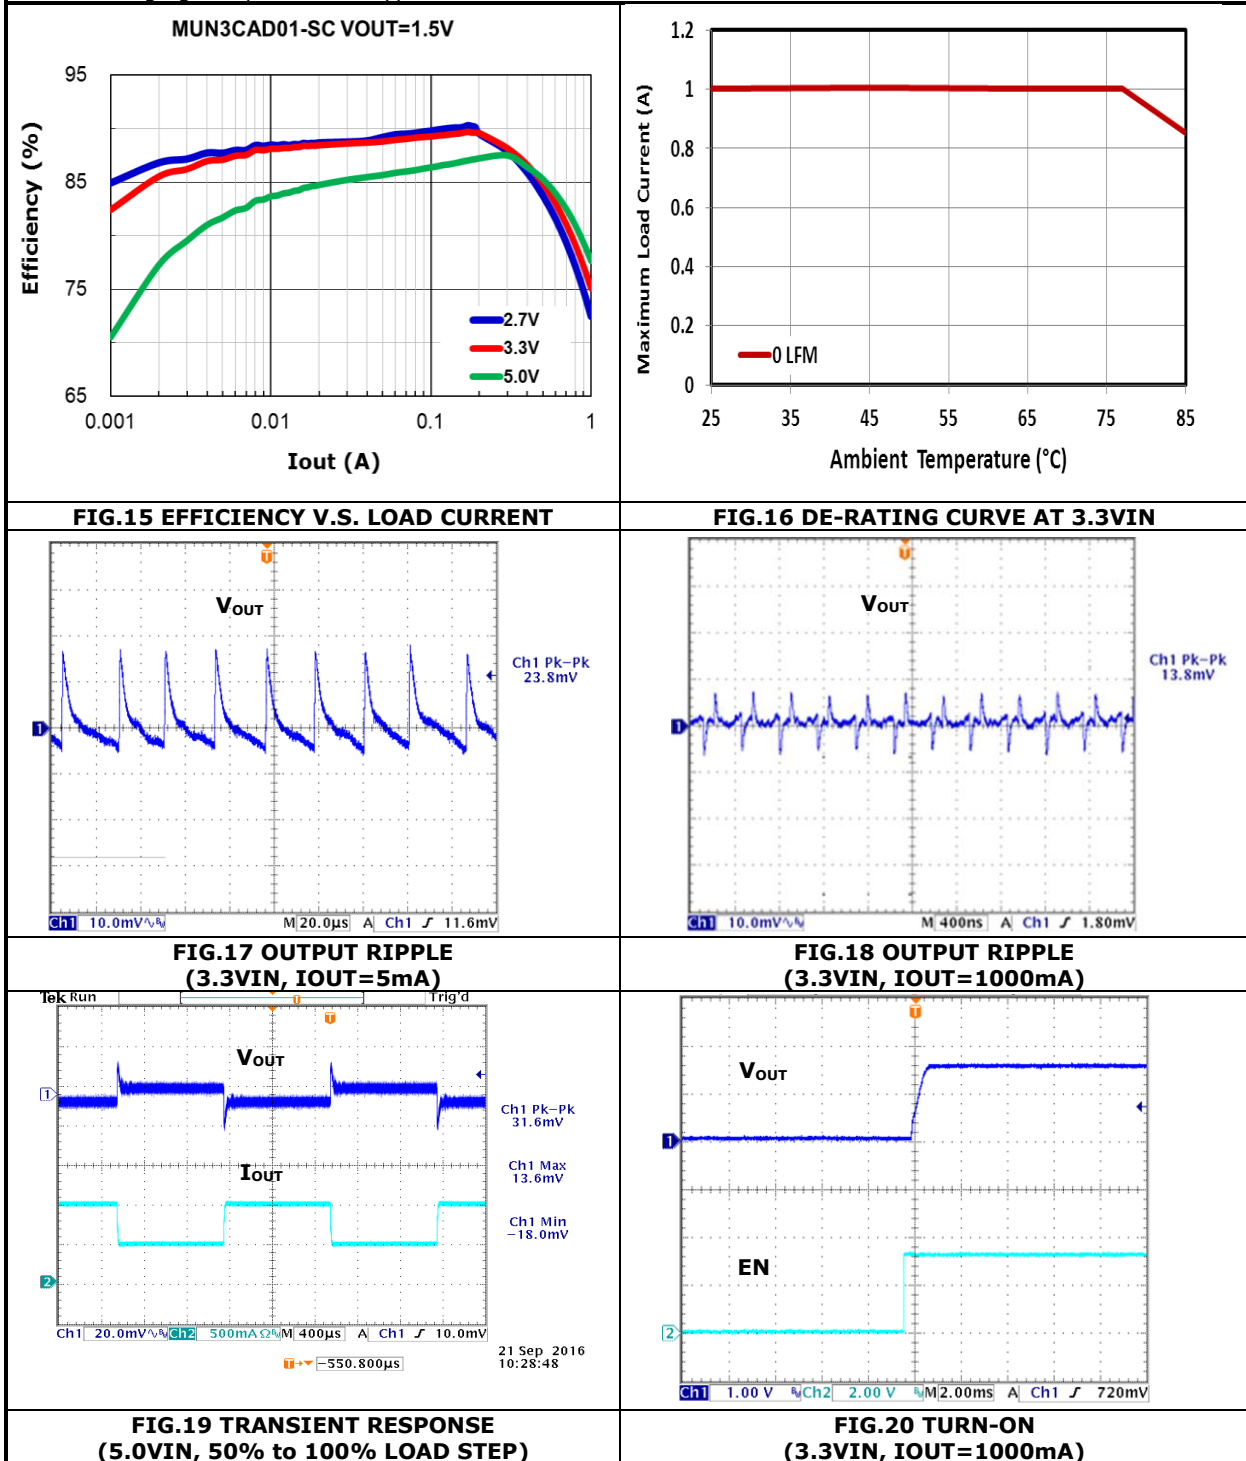 MUN3CAD01-SC VOUT=1.5V
Efficiency (%)
95
85
75
65
2.7V
3.3V
5.0V
0.001 0.01 0.1 1
Iout (A)
Maximum Load Current (A)
1.2
1
0.8
0.6
0.4
0.2
0
0 LFM
25 35 45 55 65 75 85
Ambient Temperature (°C)
FIG.15 EFFICIENCY V.S. LOAD CURRENT
FIG.16 DE-RATING CURVE AT 3.3VIN
T
VOUT
1
Ch1 Pk-Pk
23.8mV
Ch1 10.0mV M 20.0µs A Ch1 11.6mV
T
VOUT
1
Ch1 Pk-Pk
13.8mV
Ch1 10.0mV M 400ns A Ch1 1.80mV
FIG.17 OUTPUT RIPPLE
(3.3VIN, IOUT=5mA)
FIG.18 OUTPUT RIPPLE
(3.3VIN, IOUT=1000mA)
Tek Run Trig'd
T
T
VOUT
1
Ch1 Pk-Pk
31.6mV
IOUT
Ch1 Max
13.6mV
Ch1 Min
-18.0mV
2
Ch1 20.0mV Ch2 500mA Ω M 400µs A Ch1 10.0mV
T -550.800µs
21 Sep 2016
10:28:48
T
VOUT
1
EN
2
Ch1 1.00 V Ch2 2.00 V M 2.00ms A Ch1 720mV
FIG.19 TRANSIENT RESPONSE
(5.0VIN, 50% to 100% LOAD STEP)
FIG.20 TURN-ON
(3.3VIN, IOUT=1000mA)